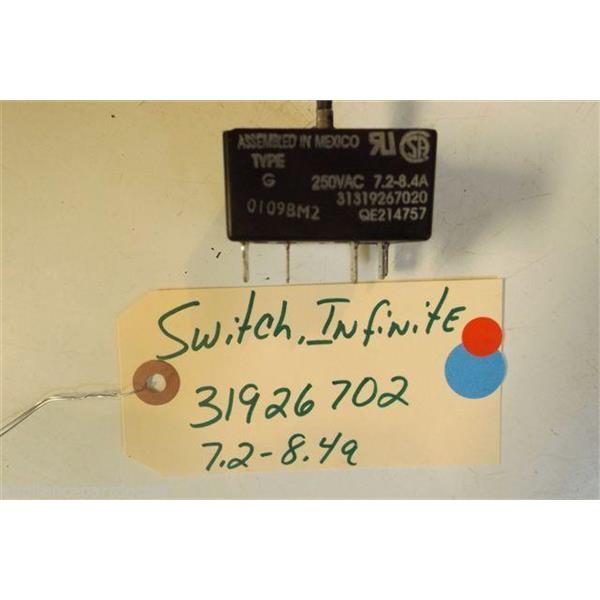 ASSEMBLED IN MEXICO
TYPE
G
250VAC 7.2-8.4A
31319267020
0109BM2
QE214757
Switch, Infinite
31926702
7.2-8.4a